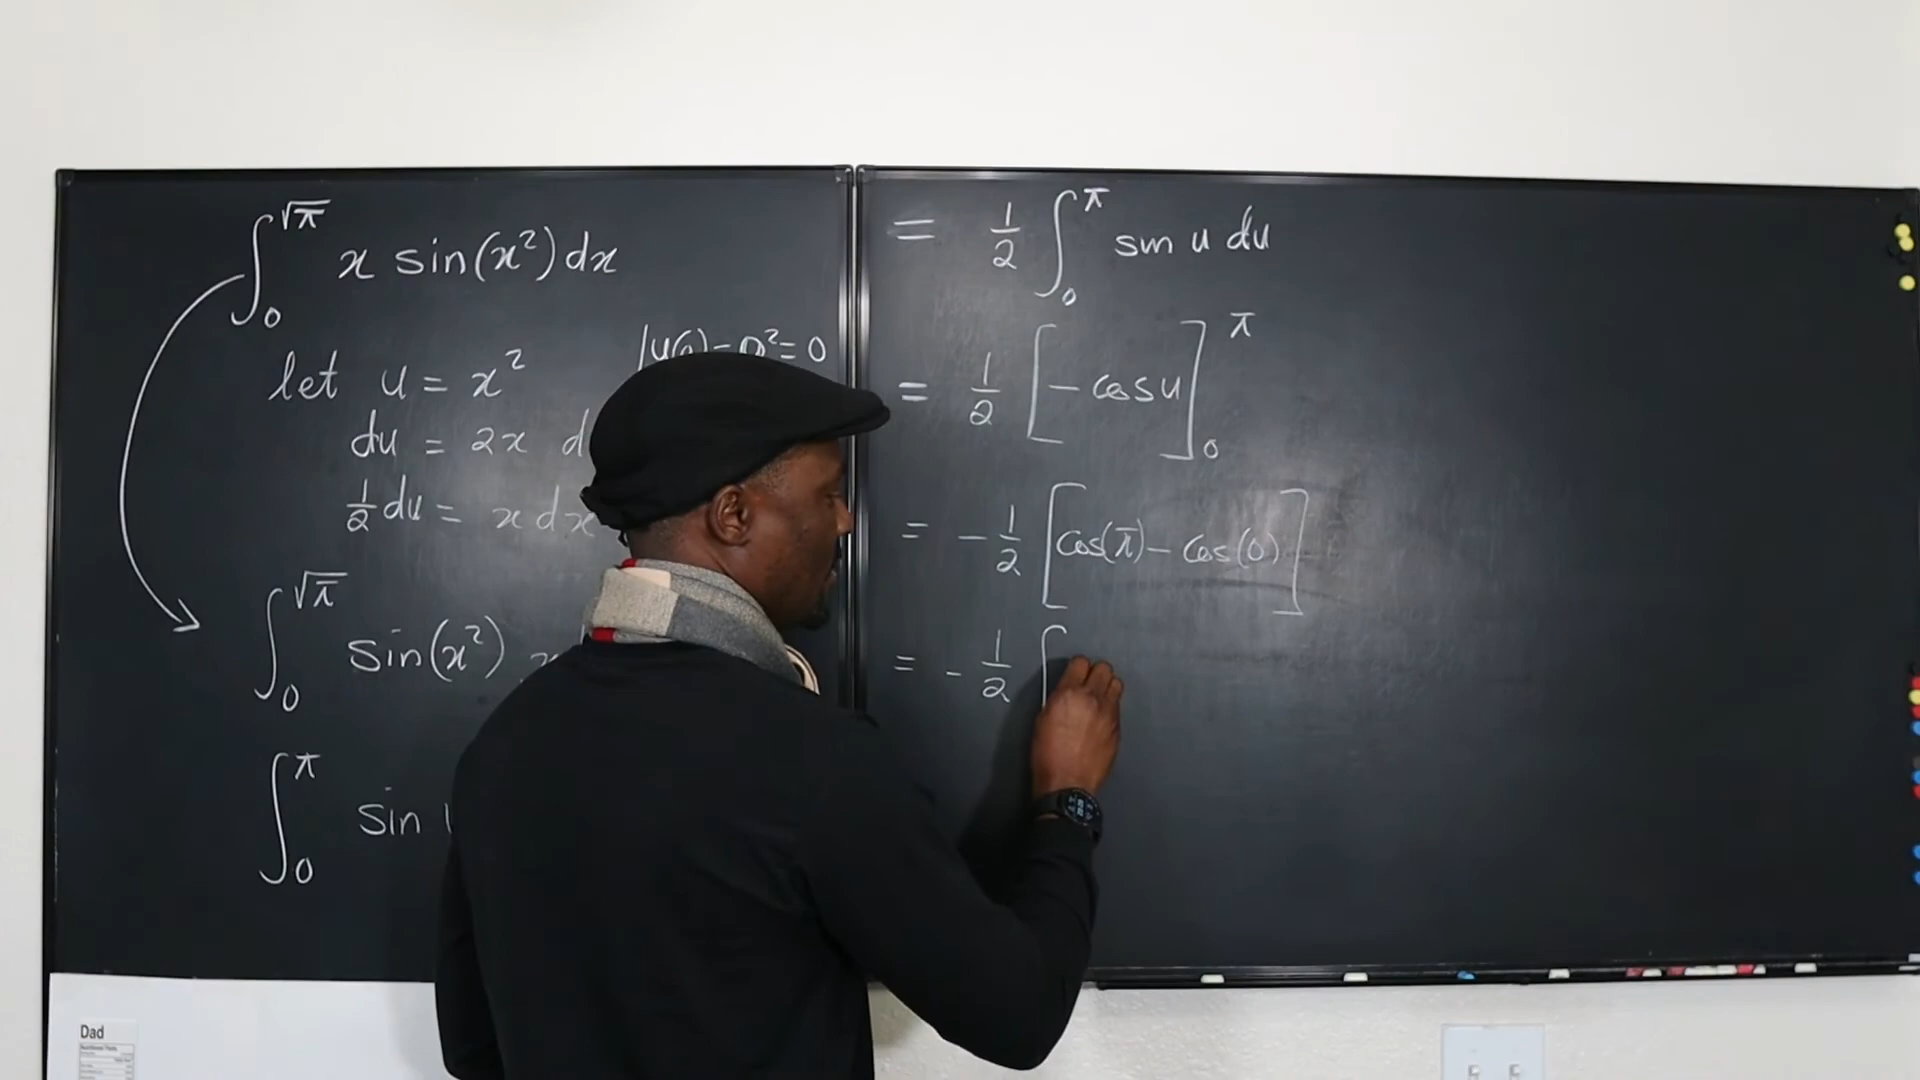 ∫₀^√π x sin(x²) dx
let u = x²
u(0) = 0² = 0
du = 2x d
½ du = x dx
∫₀^√π sin(x²)
∫₀^π sin
= ½ ∫₀^π sin u du
= ½ [- cos u]₀^π
= - ½ [cos(π) - cos(0)]
= - ½ [
Dad